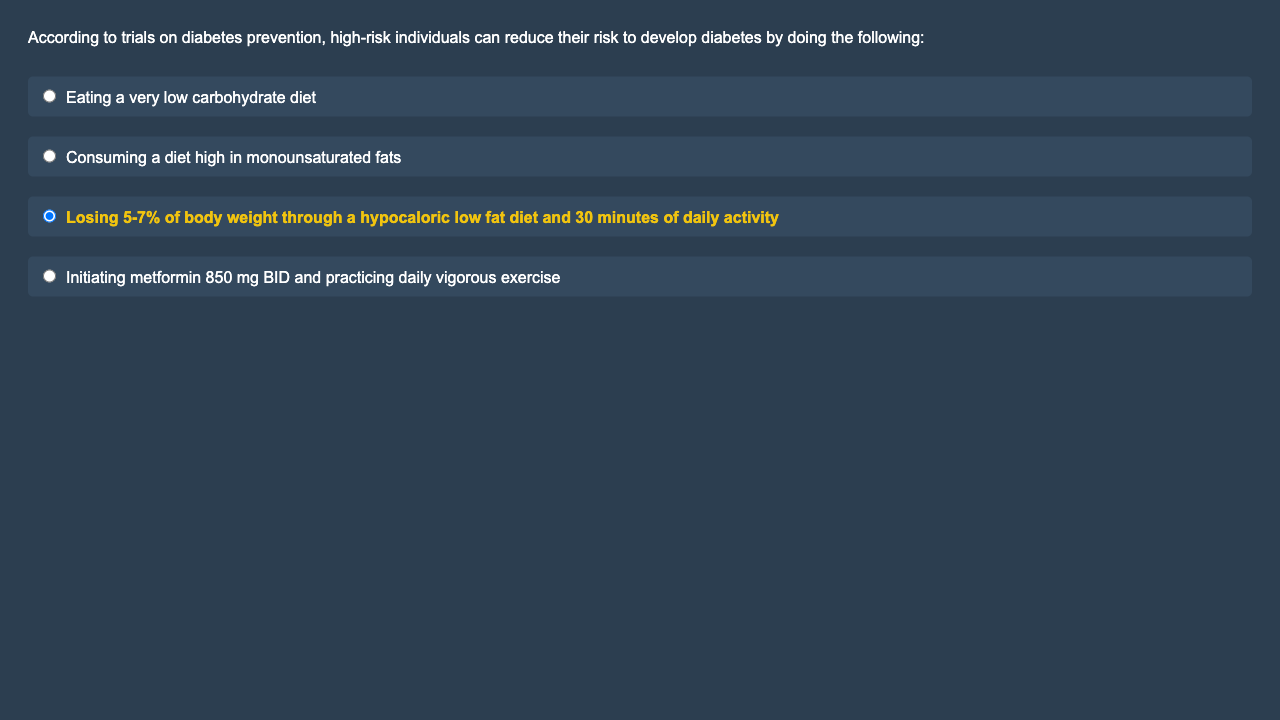 According to trials on diabetes prevention, high-risk individuals can reduce their risk to develop diabetes by doing the following:
Eating a very low carbohydrate diet
Consuming a diet high in monounsaturated fats
Losing 5-7% of body weight through a hypocaloric low fat diet and 30 minutes of daily activity
Initiating metformin 850 mg BID and practicing daily vigorous exercise